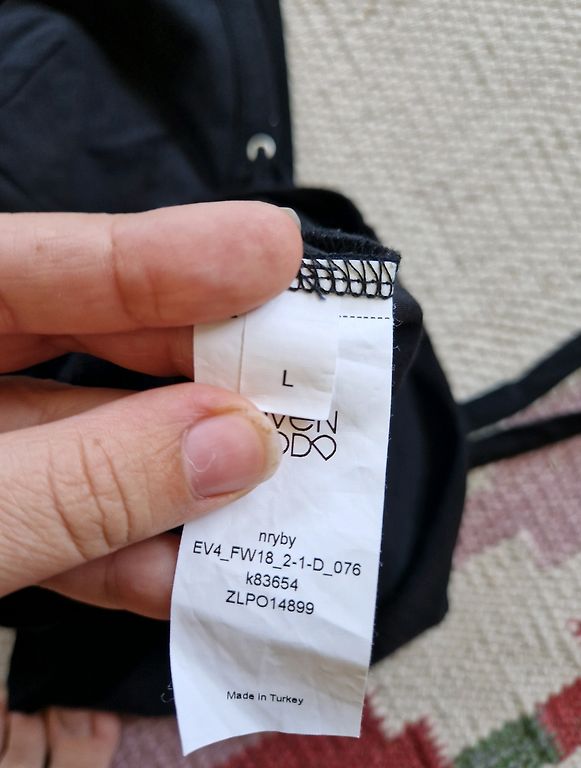 L
nryby
EV4_FW18_2-1-D_076
k83654
ZLPO14899
Made in Turkey